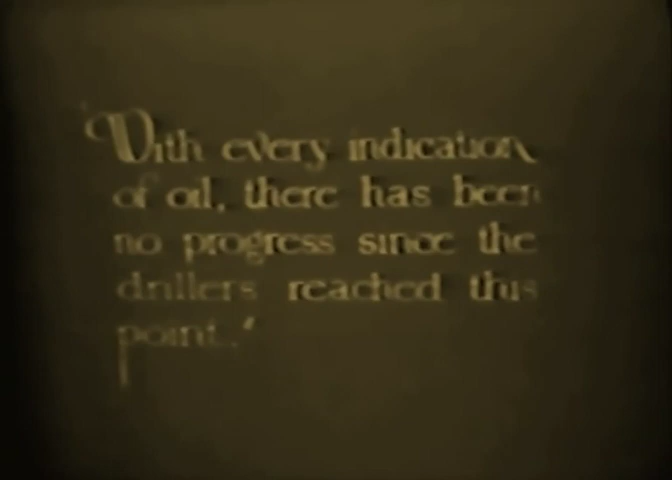 "With every indication
of oil, there has been
no progress since the
drillers reached this
point."